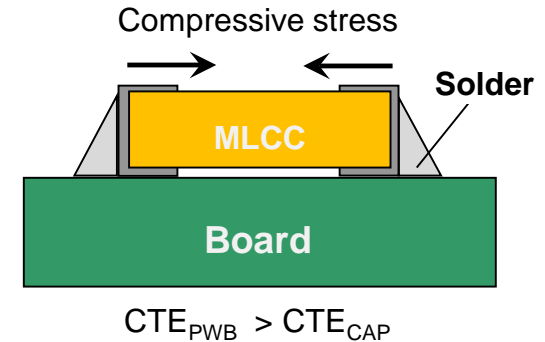 Compressive stress
Solder
MLCC
Board
CTE_PWB > CTE_CAP